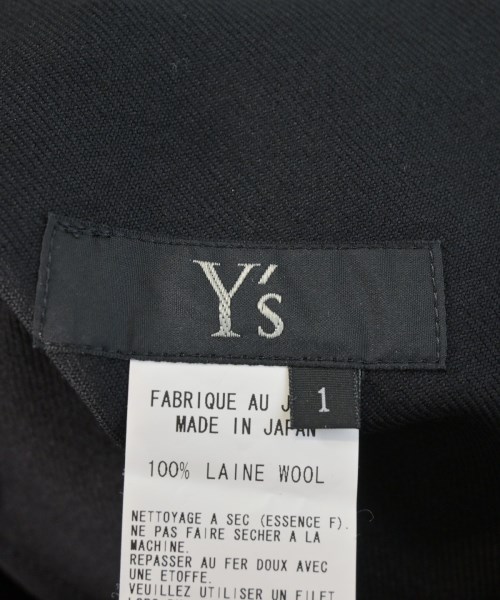 Y's
1
FABRIQUE AU J
MADE IN JAPAN
100% LAINE WOOL
NETTOYAGE A SEC (ESSENCE F).
NE PAS FAIRE SECHER A LA
MACHINE.
REPASSER AU FER DOUX AVEC
UNE ETOFFE.
VEUILLEZ UTILISER UN FILET